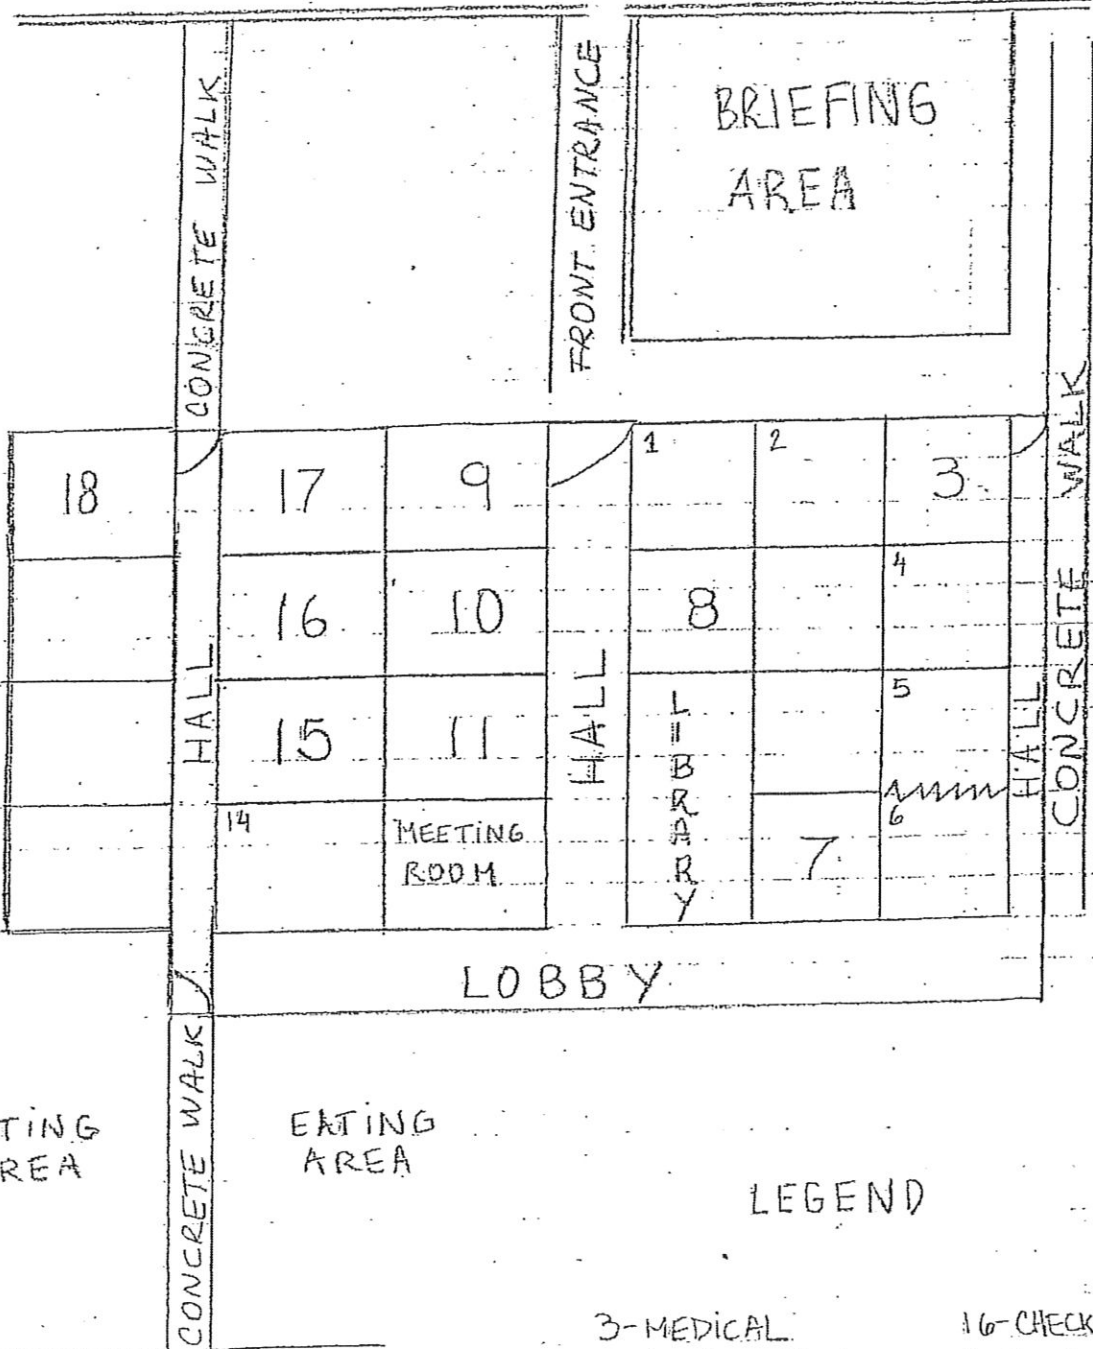 CONCRETE WALK
FRONT ENTRANCE
BRIEFING
AREA
18
17
9
1
2
3
CONCRETE WALK
16
10
8
4
HALL
15
11
HALL
LIBRARY
5
HALL
14
MEETING
ROOM
7
6
LOBBY
CONCRETE WALK
TING
REA
EATING
AREA
LEGEND
3-MEDICAL
16-CHECK